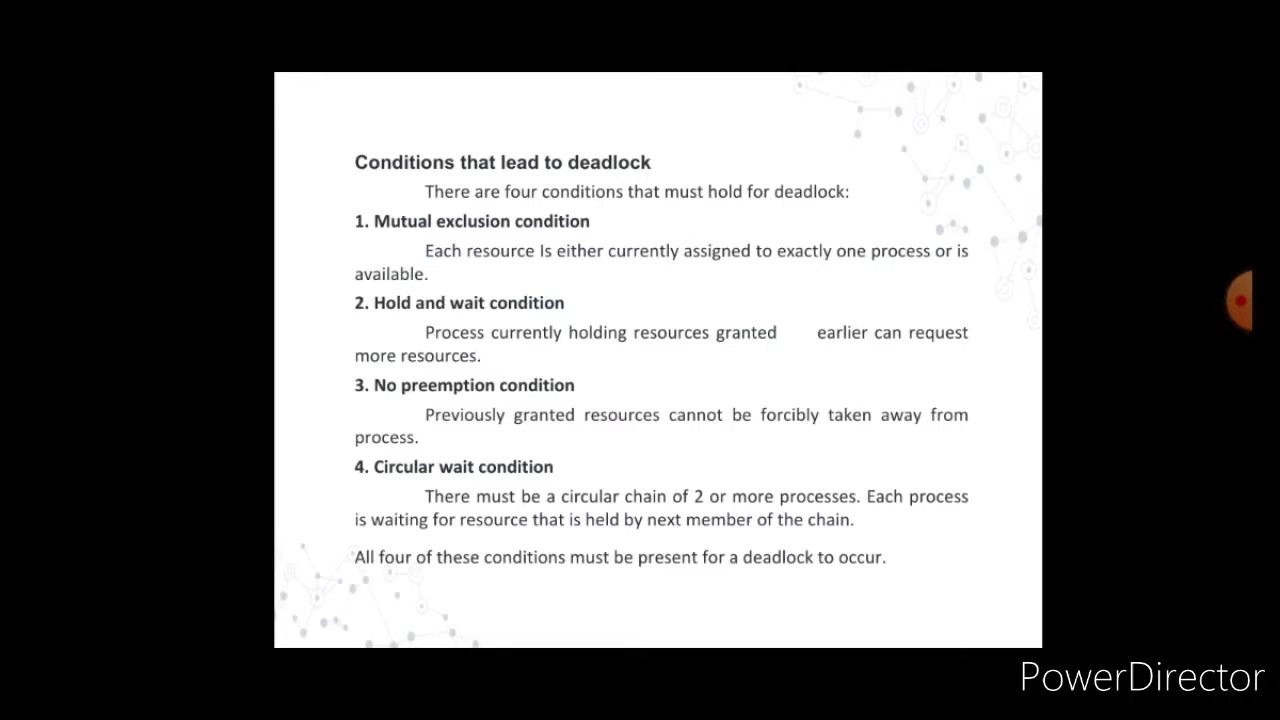 Conditions that lead to deadlock
There are four conditions that must hold for deadlock:
1. Mutual exclusion condition
Each resource Is either currently assigned to exactly one process or is
available.
2. Hold and wait condition
Process currently holding resources granted earlier can request
more resources.
3. No preemption condition
Previously granted resources cannot be forcibly taken away from
process.
4. Circular wait condition
There must be a circular chain of 2 or more processes. Each process
is waiting for resource that is held by next member of the chain.
All four of these conditions must be present for a deadlock to occur.
PowerDirector